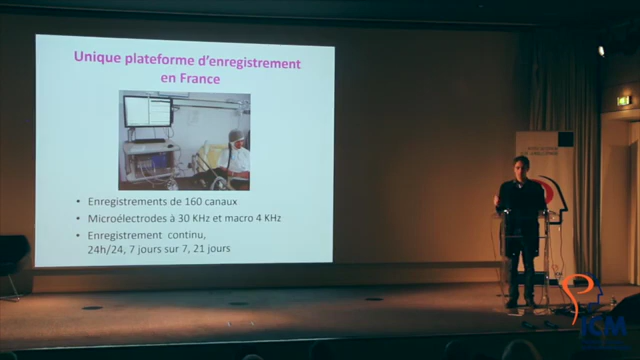 Unique plateforme d'enregistrement
en France
• Enregistrements de 160 canaux
• Microélectrodes à 30 KHz et macro 4 KHz
• Enregistrement continu,
24h/24, 7 jours sur 7, 21 jours
ICM